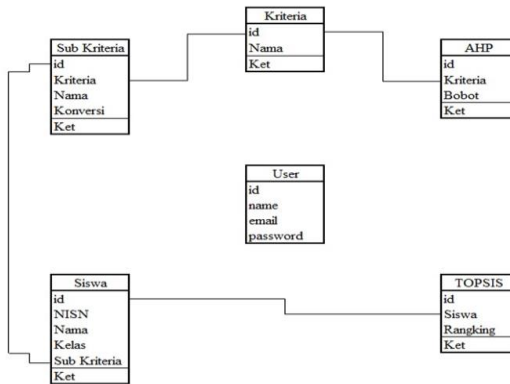 Kriteria
id
Nama
Ket
Sub Kriteria
id
Kriteria
Nama
Konversi
Ket
AHP
id
Kriteria
Bobot
Ket
User
id
name
email
password
Siswa
id
NISN
Nama
Kelas
Sub Kriteria
Ket
TOPSIS
id
Siswa
Rangking
Ket